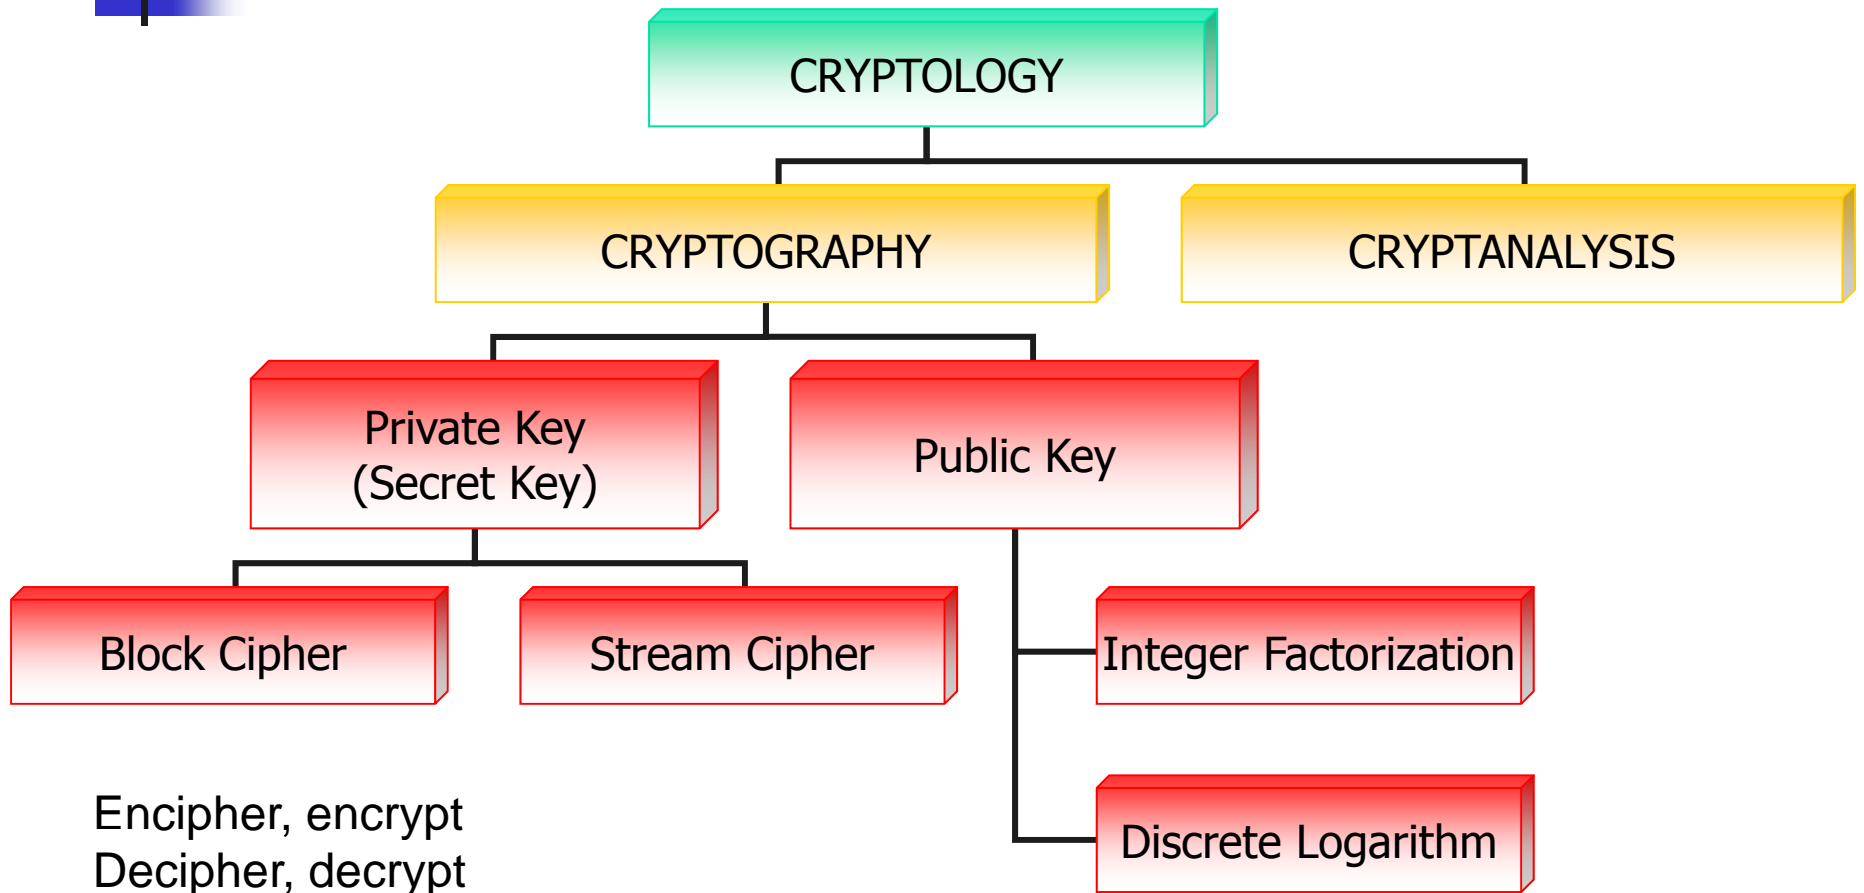 CRYPTOLOGY
CRYPTOGRAPHY
CRYPTANALYSIS
Private Key
(Secret Key)
Public Key
Block Cipher
Stream Cipher
Integer Factorization
Discrete Logarithm
Encipher, encrypt
Decipher, decrypt